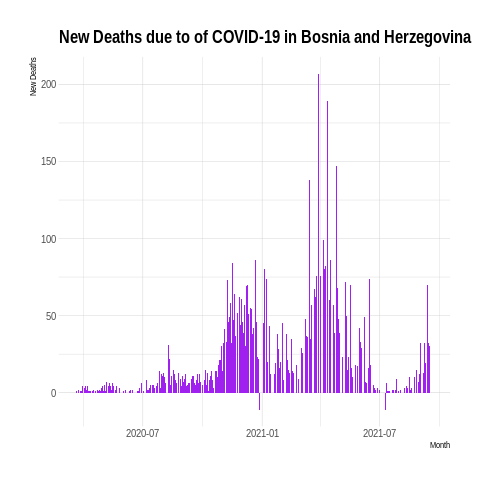 New Deaths due to of COVID-19 in Bosnia and Herzegovina
New Deaths
200
150
100
50
0
2020-07 2021-01 2021-07
Month